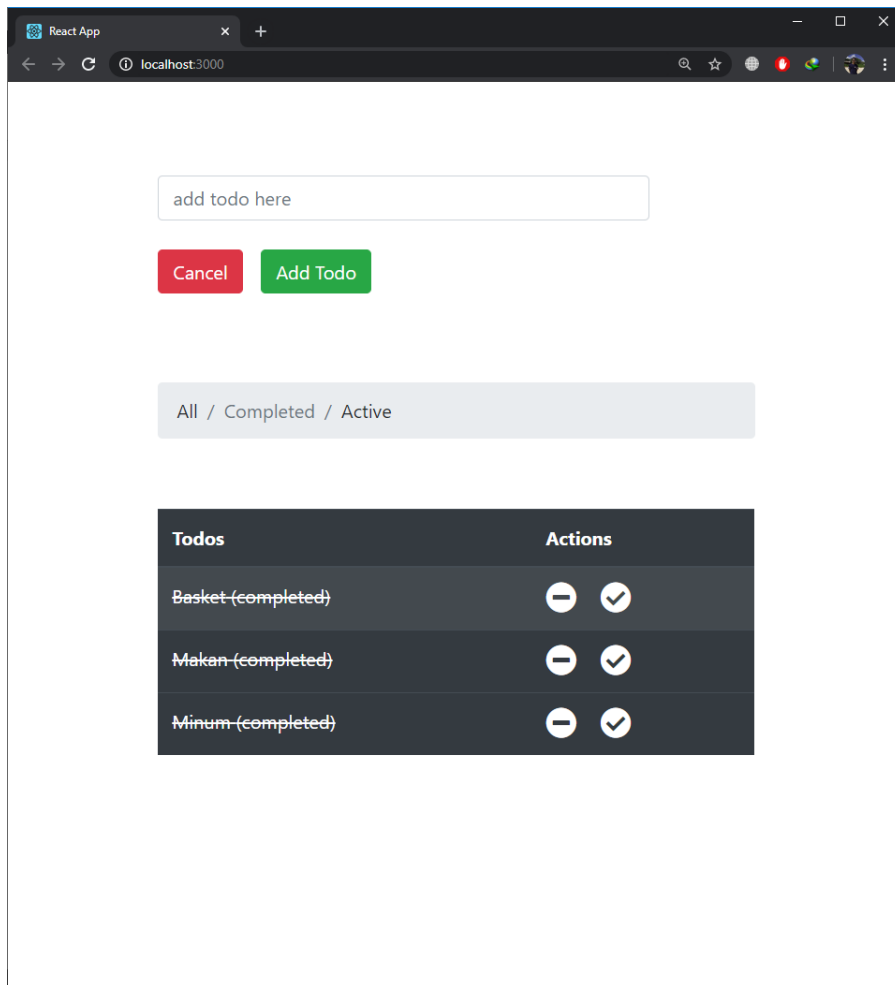 React App
localhost:3000
add todo here
Cancel Add Todo
All / Completed / Active
Todos Actions
Basket (completed)
Makan (completed)
Minum (completed)